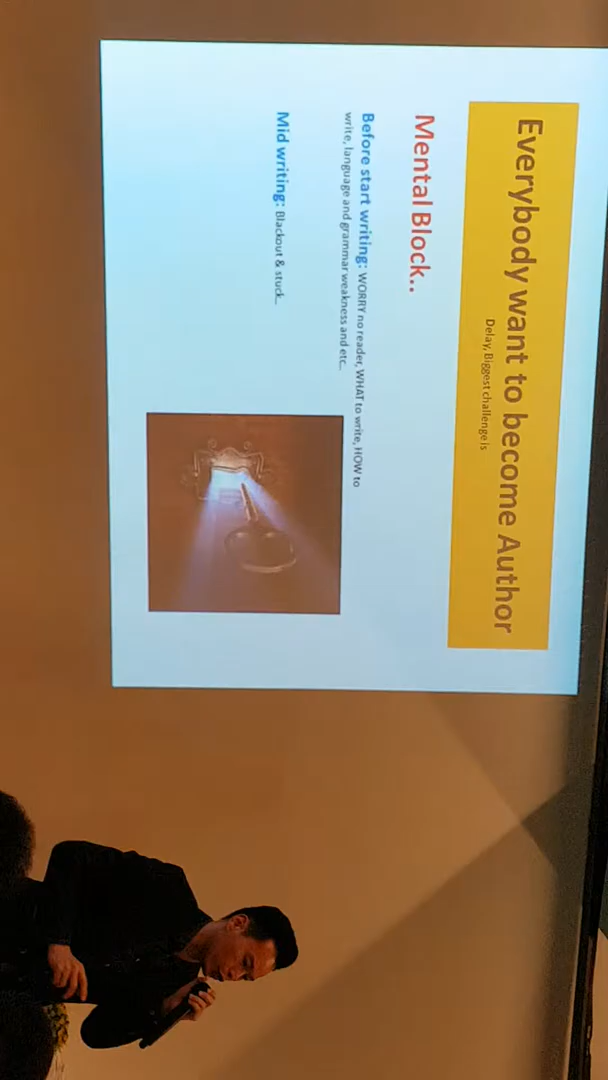 Everybody want to become Author
Delay, Biggest challenge is
Mental Block..
Before start writing: WORRY no reader, WHAT to write, HOW to
write, language and grammar weakness and etc..
Mid writing: Blackout & stuck..